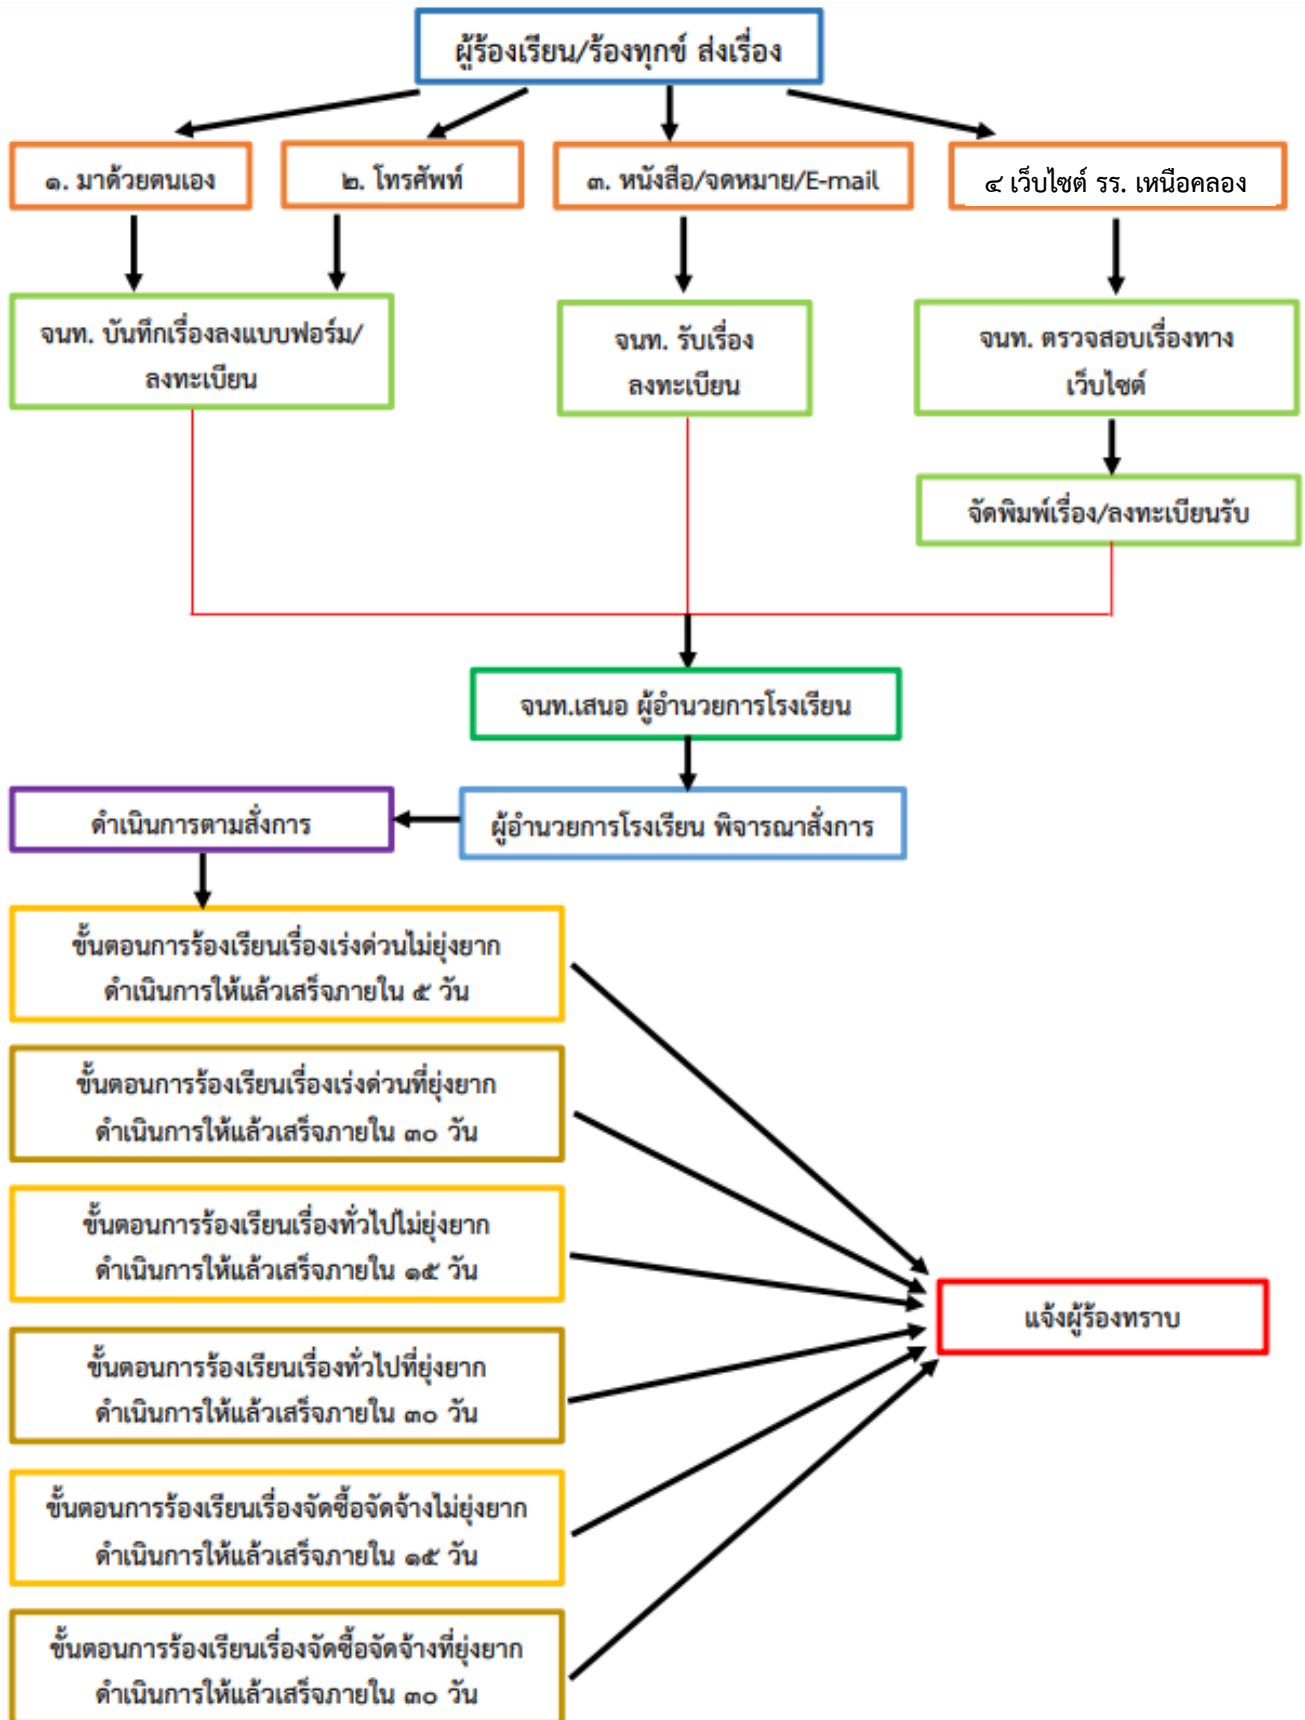 ผู้ร้องเรียน/ร้องทุกข์ ส่งเรื่อง
๑. มาด้วยตนเอง
๒. โทรศัพท์
๓. หนังสือ/จดหมาย/E-mail
๔ เว็บไซต์ รร. เหนือคลอง
จนท. บันทึกเรื่องลงแบบฟอร์ม/
ลงทะเบียน
จนท. รับเรื่อง
ลงทะเบียน
จนท. ตรวจสอบเรื่องทาง
เว็บไซต์
จัดพิมพ์เรื่อง/ลงทะเบียนรับ
จนท.เสนอ ผู้อำนวยการโรงเรียน
ผู้อำนวยการโรงเรียน พิจารณาสั่งการ
ดำเนินการตามสั่งการ
ขั้นตอนการร้องเรียนเรื่องเร่งด่วนไม่ยุ่งยาก
ดำเนินการให้แล้วเสร็จภายใน ๕ วัน
ขั้นตอนการร้องเรียนเรื่องเร่งด่วนที่ยุ่งยาก
ดำเนินการให้แล้วเสร็จภายใน ๓๐ วัน
ขั้นตอนการร้องเรียนเรื่องทั่วไปไม่ยุ่งยาก
ดำเนินการให้แล้วเสร็จภายใน ๑๕ วัน
ขั้นตอนการร้องเรียนเรื่องทั่วไปที่ยุ่งยาก
ดำเนินการให้แล้วเสร็จภายใน ๓๐ วัน
ขั้นตอนการร้องเรียนเรื่องจัดซื้อจัดจ้างไม่ยุ่งยาก
ดำเนินการให้แล้วเสร็จภายใน ๑๕ วัน
ขั้นตอนการร้องเรียนเรื่องจัดซื้อจัดจ้างที่ยุ่งยาก
ดำเนินการให้แล้วเสร็จภายใน ๓๐ วัน
แจ้งผู้ร้องทราบ